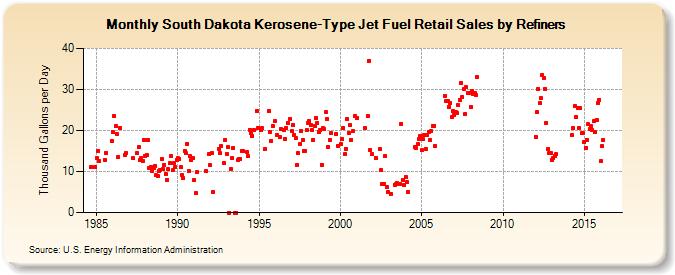 Monthly South Dakota Kerosene-Type Jet Fuel Retail Sales by Refiners
Thousand Gallons per Day
40
30
20
10
0
1985 1990 1995 2000 2005 2010 2015
Source: U.S. Energy Information Administration